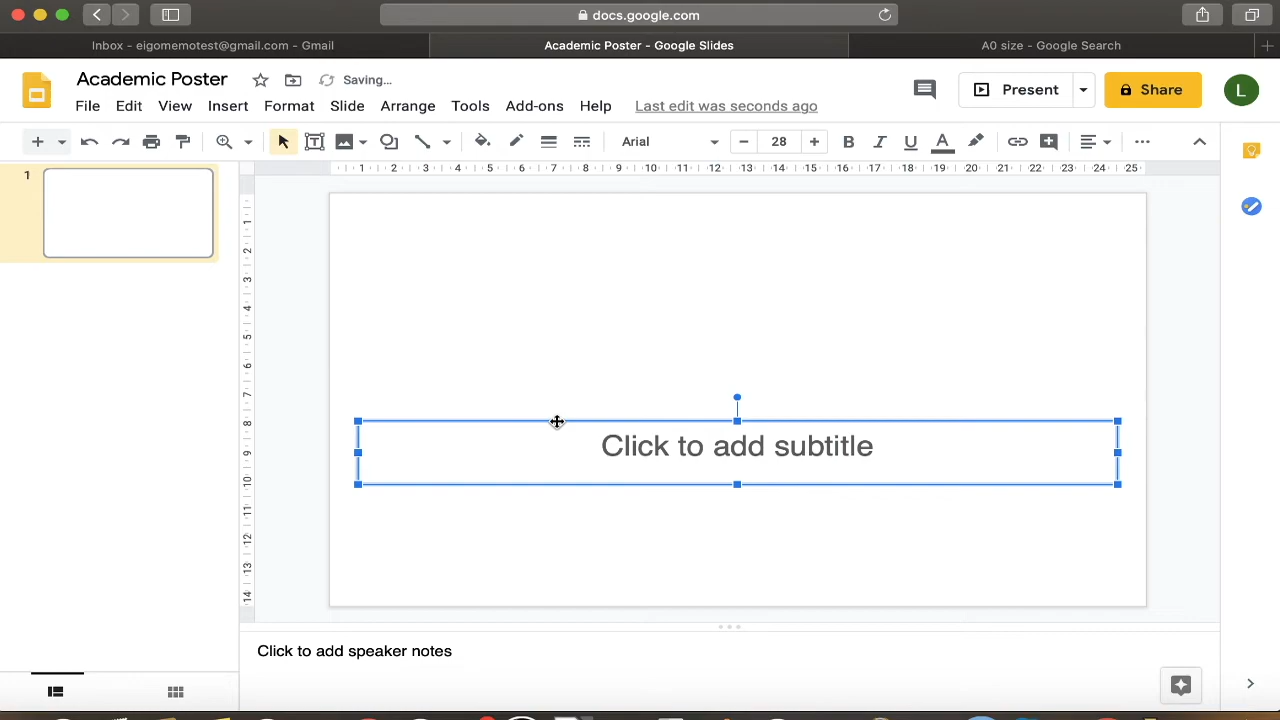 docs.google.com
Inbox - eigomemotest@gmail.com - Gmail
Academic Poster - Google Slides
A0 size - Google Search
Academic Poster
Saving...
File Edit View Insert Format Slide Arrange Tools Add-ons Help Last edit was seconds ago
Present
Share
L
Arial
28
1 2 3 4 5 6 7 8 9 10 11 12 13 14 15 16 17 18 19 20 21 22 23 24 25
1
1 2 3 4 5 6 7 8 9 10 11 12 13 14
Click to add subtitle
Click to add speaker notes